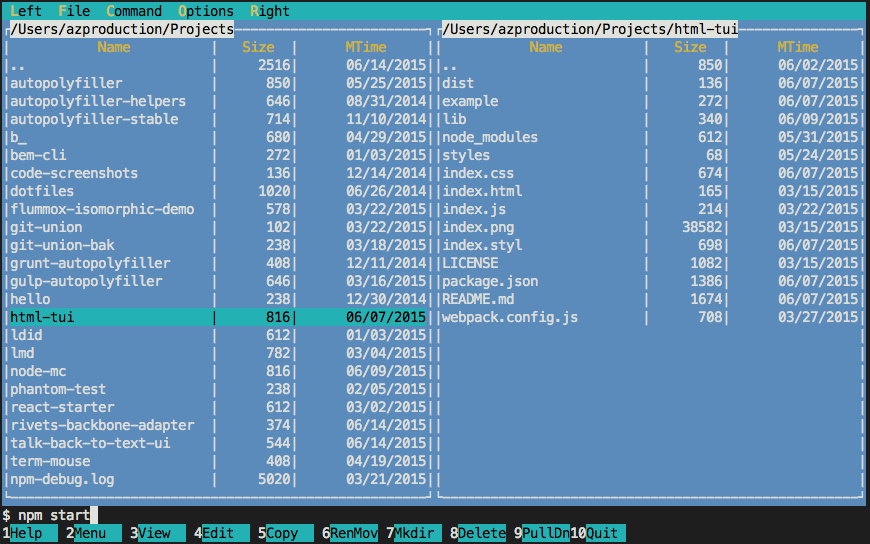 Left File Command Options Right
/Users/azproduction/Projects /Users/azproduction/Projects/html-tui
Name | Size | MTime | Name | Size | MTime
.. | 2516| 06/14/2015||.. | 850| 06/02/2015|
|autopolyfiller | 850| 05/25/2015||dist | 136| 06/07/2015|
|autopolyfiller-helpers | 646| 08/31/2014||example | 272| 06/07/2015|
|autopolyfiller-stable | 714| 11/10/2014||lib | 340| 06/09/2015|
|b_ | 680| 04/29/2015||node_modules | 612| 05/31/2015|
|bem-cli | 272| 01/03/2015||styles | 68| 05/24/2015|
|code-screenshots | 136| 12/14/2014||index.css | 674| 06/07/2015|
|dotfiles | 1020| 06/26/2014||index.html | 165| 03/15/2015|
|flummox-isomorphic-demo | 578| 03/22/2015||index.js | 214| 03/22/2015|
|git-union | 102| 03/22/2015||index.png | 38582| 03/15/2015|
|git-union-bak | 238| 03/18/2015||index.styl | 698| 06/07/2015|
|grunt-autopolyfiller | 408| 12/11/2014||LICENSE | 1082| 03/15/2015|
|gulp-autopolyfiller | 646| 03/16/2015||package.json | 1386| 06/07/2015|
|hello | 238| 12/30/2014||README.md | 1674| 06/07/2015|
|html-tui | 816| 06/07/2015||webpack.config.js | 708| 03/27/2015|
|ldid | 612| 01/03/2015|
|lmd | 782| 03/04/2015|
|node-mc | 816| 06/09/2015|
|phantom-test | 238| 02/05/2015|
|react-starter | 612| 03/02/2015|
|rivets-backbone-adapter | 374| 06/14/2015|
|talk-back-to-text-ui | 544| 06/14/2015|
|term-mouse | 408| 04/19/2015|
|npm-debug.log | 5020| 03/21/2015|
$ npm start
1Help 2Menu 3View 4Edit 5Copy 6RenMov 7Mkdir 8Delete 9PullDn10Quit